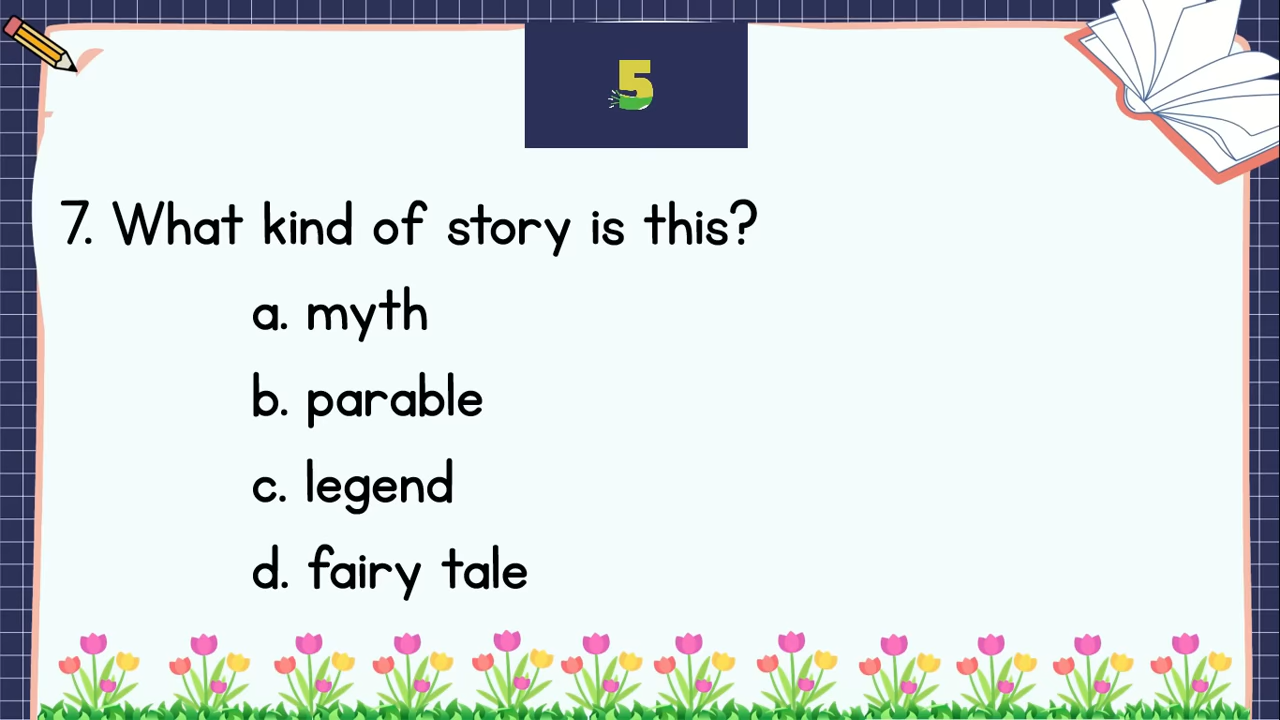 5
7. What kind of story is this?
a. myth
b. parable
c. legend
d. fairy tale